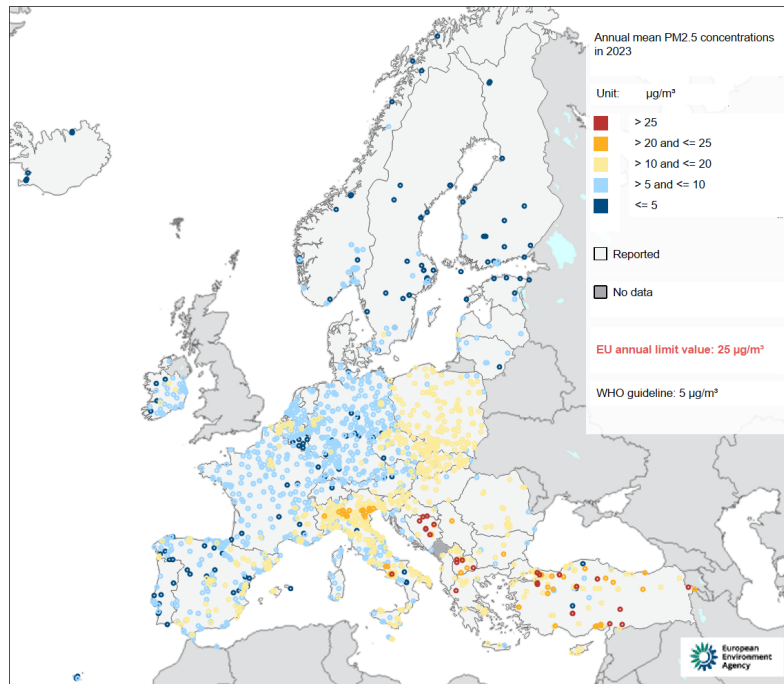 Annual mean PM2.5 concentrations
in 2023
Unit: µg/m³
> 25
> 20 and <= 25
> 10 and <= 20
> 5 and <= 10
<= 5
...
Reported
No data
EU annual limit value: 25 µg/m³
WHO guideline: 5 µg/m³
European
Environment
Agency